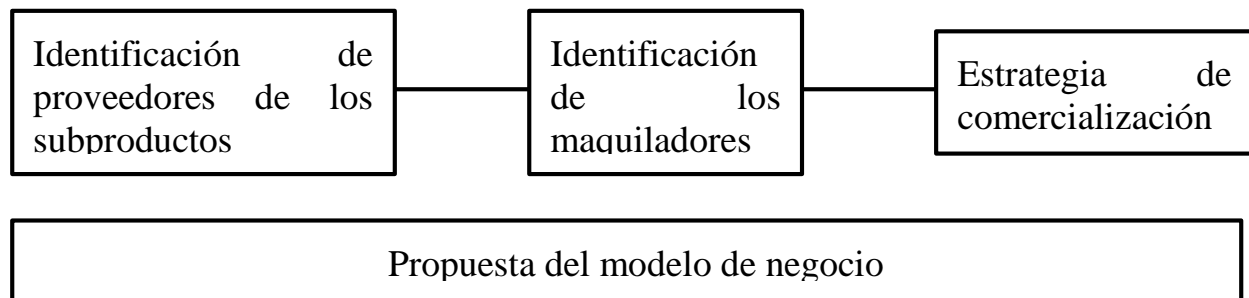 Identificación de
proveedores de los
subproductos
Identificación
de los
maquiladores
Estrategia de
comercialización
Propuesta del modelo de negocio